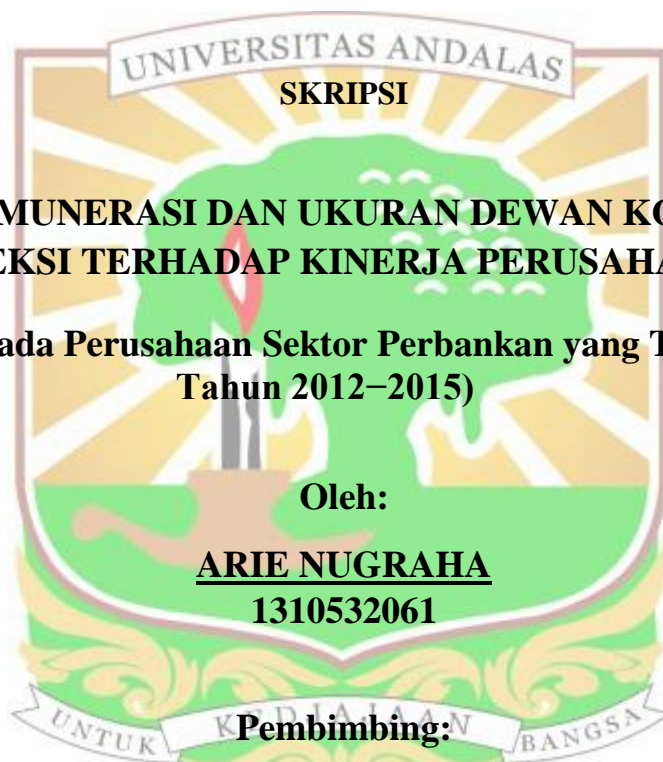 UNIVERSITAS ANDALAS
SKRIPSI
MUNERASI DAN UKURAN DEWAN KO
EKSI TERHADAP KINERJA PERUSAHA
ada Perusahaan Sektor Perbankan yang T
Tahun 2012–2015)
Oleh:
ARIE NUGRAHA
1310532061
UNTUK KEDJAJAAN BANGSA
Pembimbing: